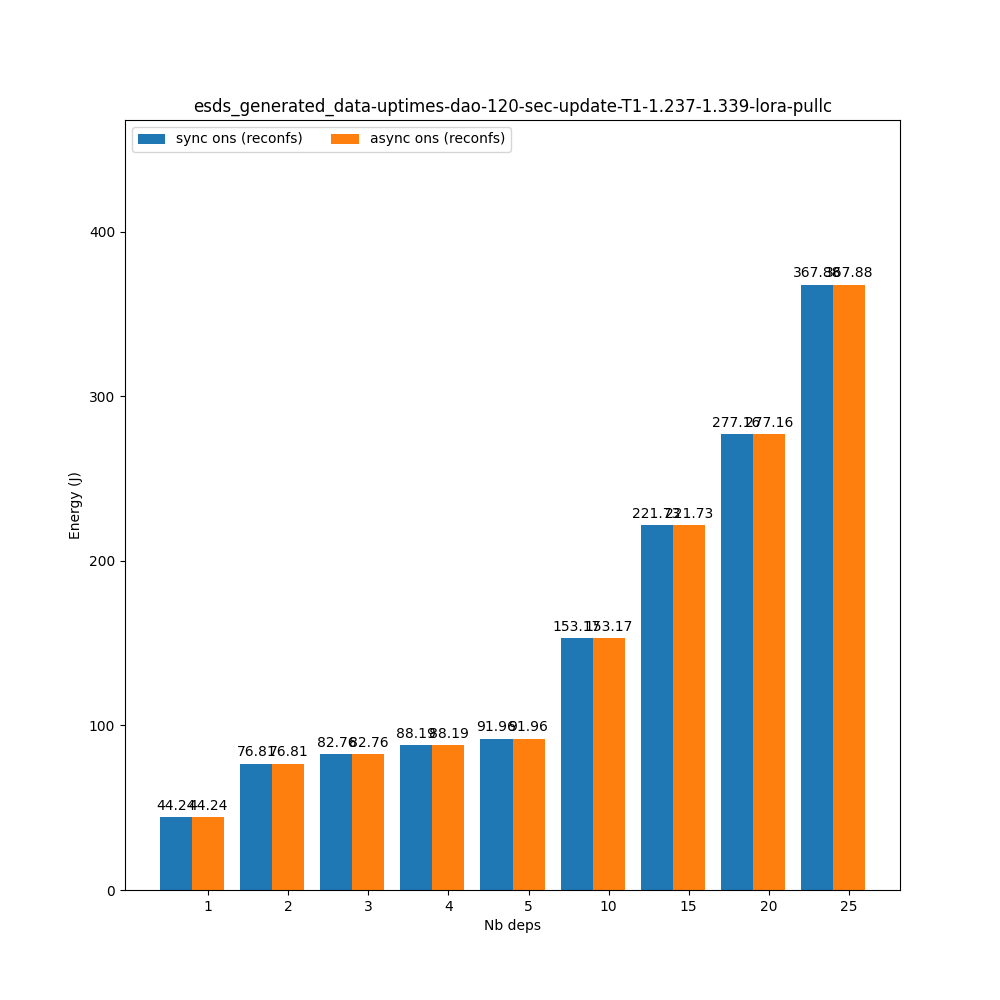 esds_generated_data-uptimes-dao-120-sec-update-T1-1.237-1.339-lora-pullc
sync ons (reconfs) async ons (reconfs)
400
300
200
100
0
Energy (J)
367.88 367.88
277.16 277.16
221.73 221.73
153.17 153.17
91.96 91.96
88.19 88.19
82.76 82.76
76.81 76.81
44.24 44.24
1 2 3 4 5 10 15 20 25
Nb deps